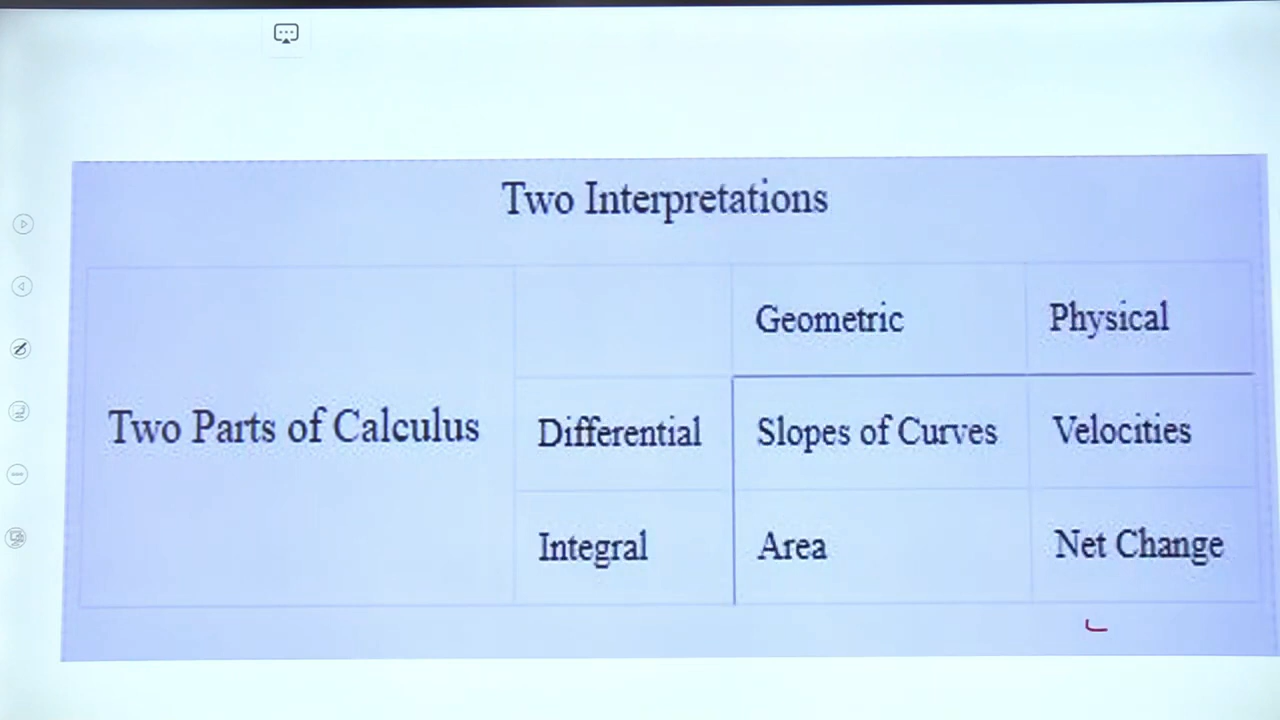 Two Interpretations
Geometric Physical
Two Parts of Calculus
Differential Slopes of Curves Velocities
Integral Area Net Change